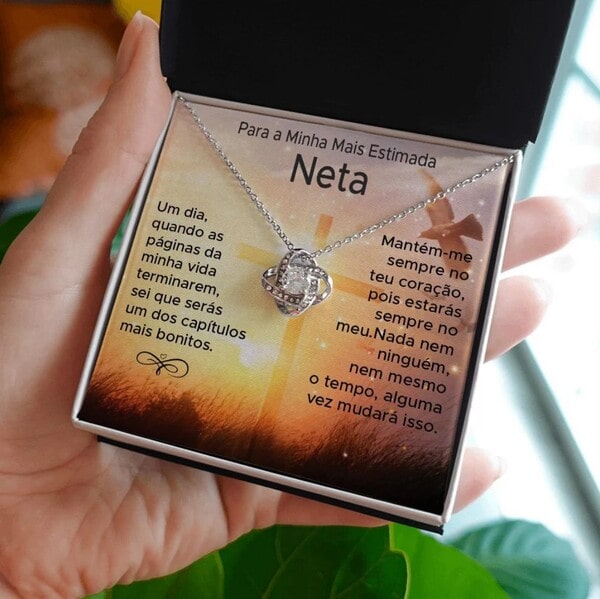 Para a Minha Mais Estimada
Neta
Um dia,
quando as
páginas da
minha vida
terminarem,
sei que serás
um dos capítulos
mais bonitos.
Mantém-me
sempre no
teu coração,
pois estarás
sempre no
meu.Nada nem
ninguém,
nem mesmo
o tempo, alguma
vez mudará isso.